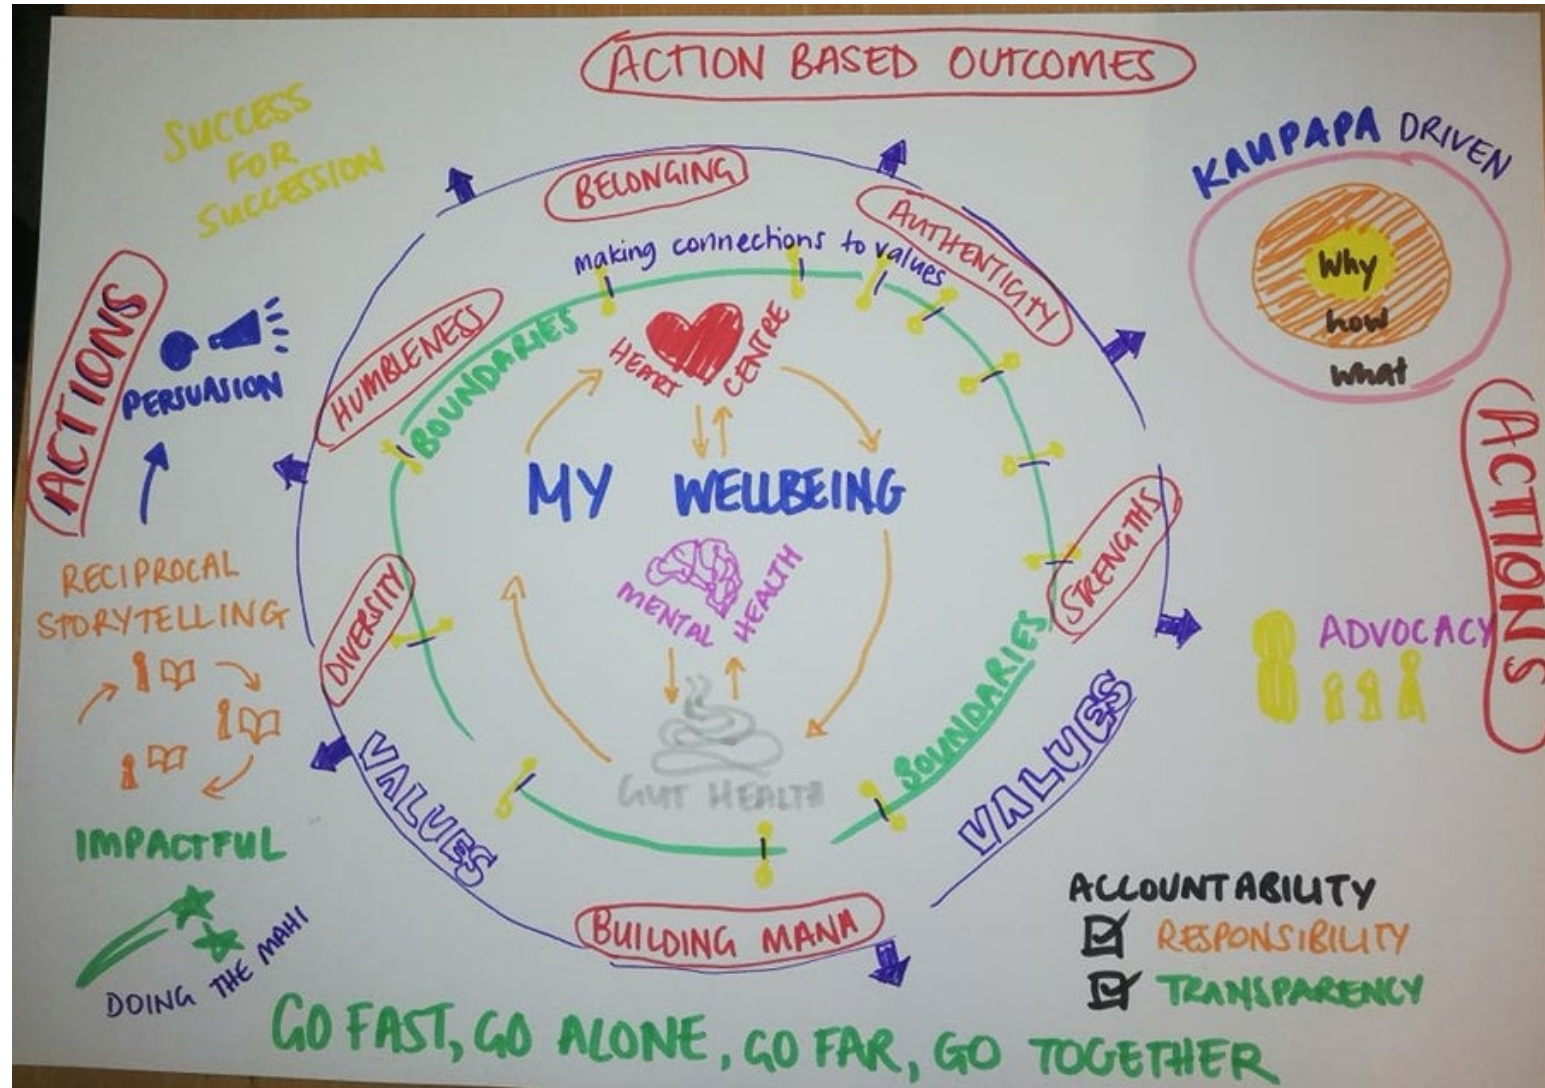 ACTION BASED OUTCOMES
SUCCESS
FOR
SUCCESSION
KAUPAPA DRIVEN
Why
how
what
BELONGING
AUTHENTICITY
making connections to values
HUMBLENESS
BOUNDARIES
HEART
CENTRE
ACTIONS
PERSUASION
MY WELLBEING
MENTAL
HEALTH
STRENGTHS
ACTIONS
RECIPROCAL
STORYTELLING
DIVERSITY
ADVOCACY
BOUNDARIES
VALUES
VALUES
GUT HEALTH
IMPACTFUL
DOING THE MAHI
BUILDING MANA
ACCOUNTABILITY
RESPONSIBILITY
TRANSPARENCY
GO FAST, GO ALONE, GO FAR, GO TOGETHER